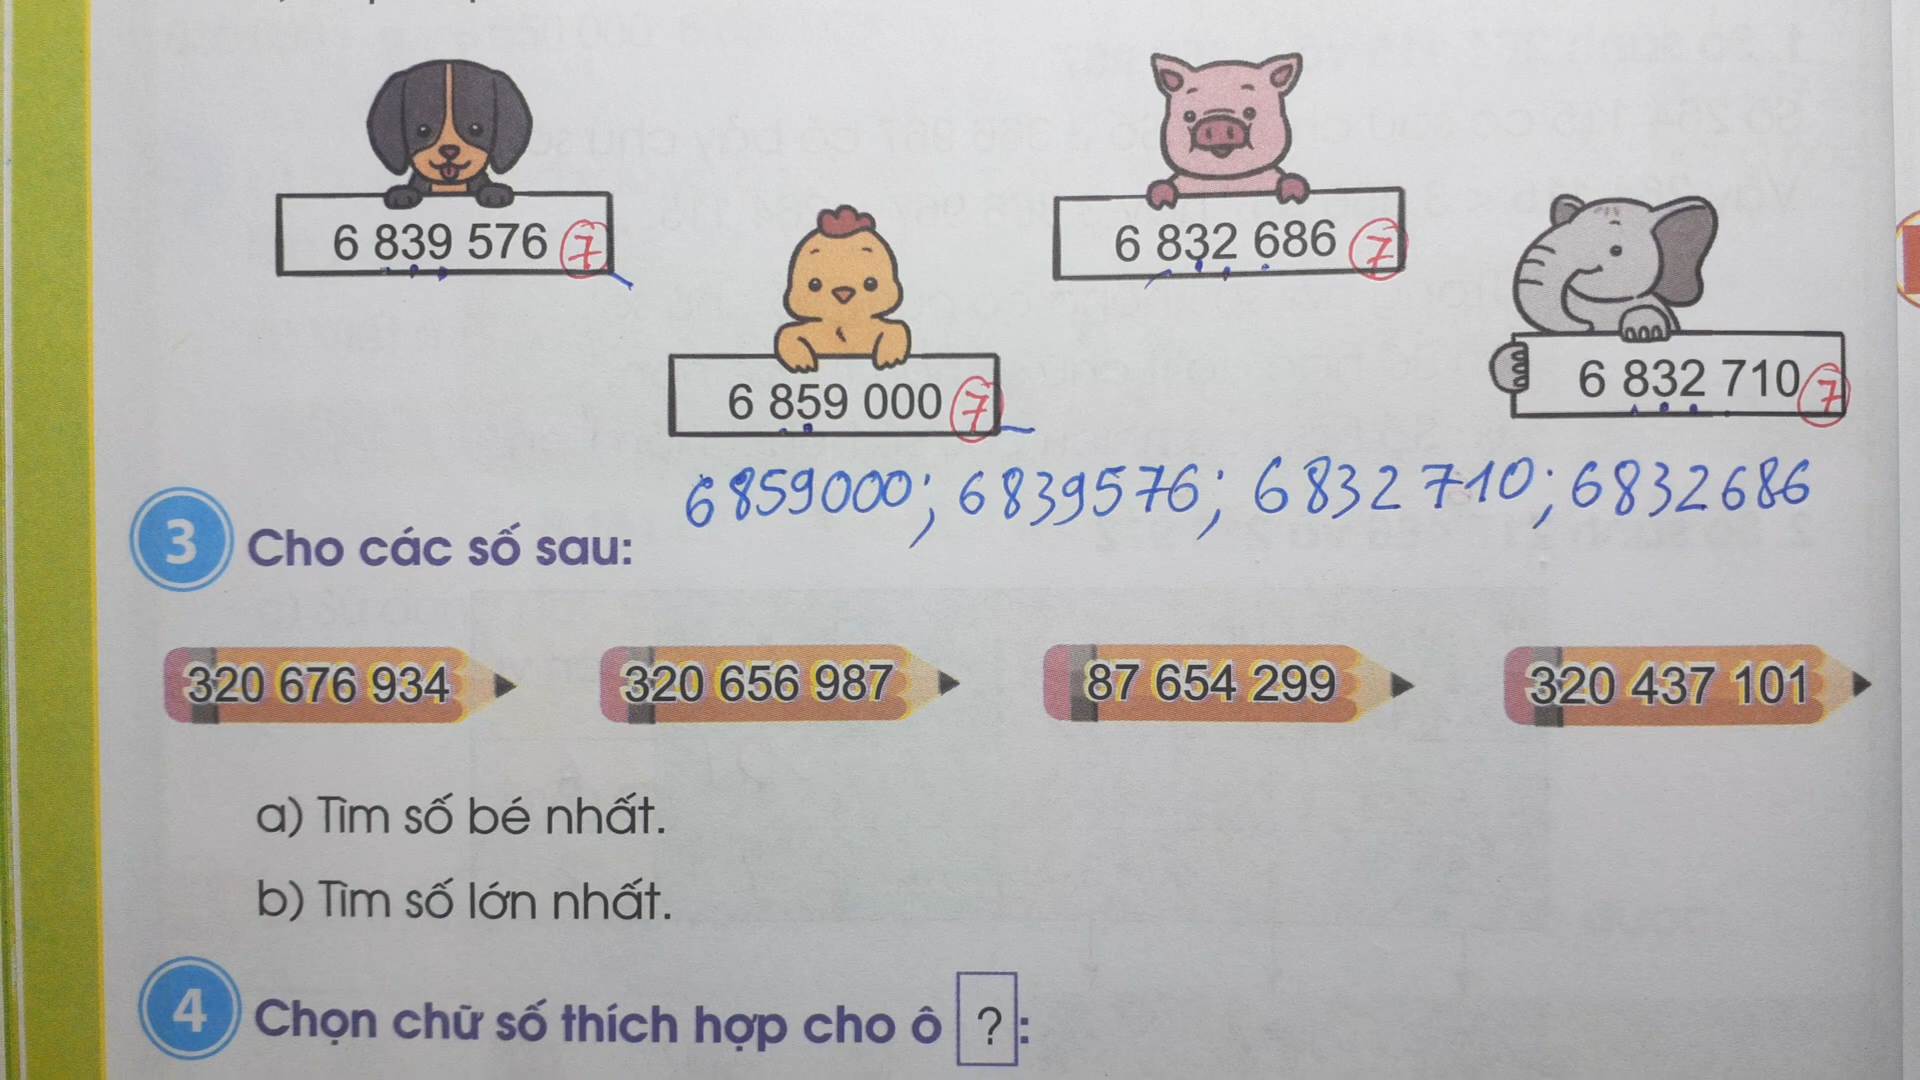 6 839 576 7
6 832 686 7
6 859 000 7
6 832 710 7
6859000; 6839576; 6832710; 6832686
3 Cho các số sau:
320 676 934 320 656 987 87 654 299 320 437 101
a) Tìm số bé nhất.
b) Tìm số lớn nhất.
4 Chọn chữ số thích hợp cho ô ? :